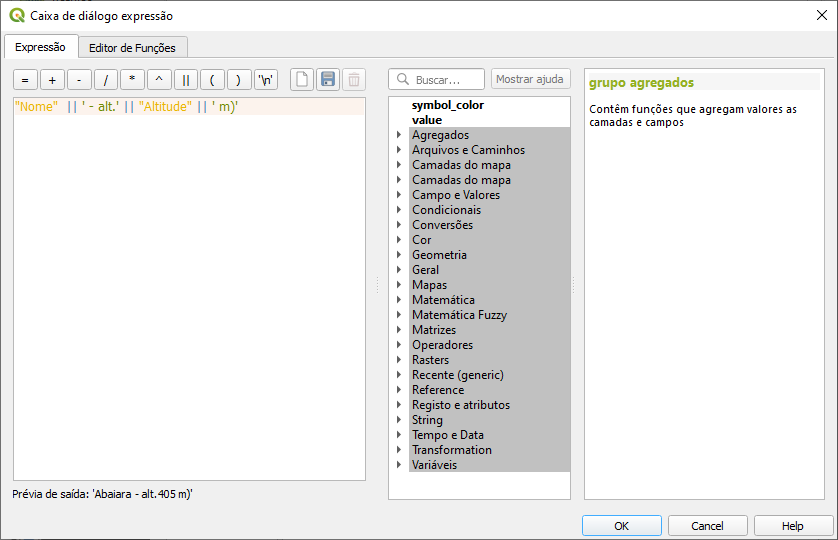 Caixa de diálogo expressão
Expressão
Editor de Funções
= + - / * ^ || ( ) '\n'
Buscar...
Mostrar ajuda
"Nome"  || ' - alt.' || "Altitude" || ' m)'
symbol_color
value
Agregados
Arquivos e Caminhos
Camadas do mapa
Camadas do mapa
Campo e Valores
Condicionais
Conversões
Cor
Geometria
Geral
Mapas
Matemática
Matemática Fuzzy
Matrizes
Operadores
Rasters
Recente (generic)
Reference
Registo e atributos
String
Tempo e Data
Transformation
Variáveis
grupo agregados
Contêm funções que agregam valores as
camadas e campos
Prévia de saída: 'Abaiara - alt.405 m)'
OK
Cancel
Help